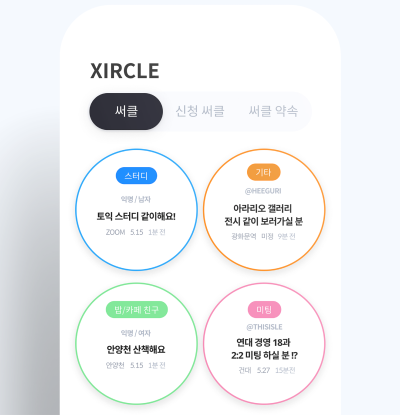 XIRCLE
써클 신청 써클 써클 약속
스터디
익명 / 남자
토익 스터디 같이해요!
ZOOM 5.15 1분 전
기타
@HEEGURI
아라리오 갤러리
전시 같이 보러가실 분
광화문역 미정 9분 전
밥/카페 친구
익명 / 여자
안양천 산책해요
안양천 5.15 1분 전
미팅
@THISISLE
연대 경영 18과
2:2 미팅 하실 분 !?
건대 5.27 15분 전